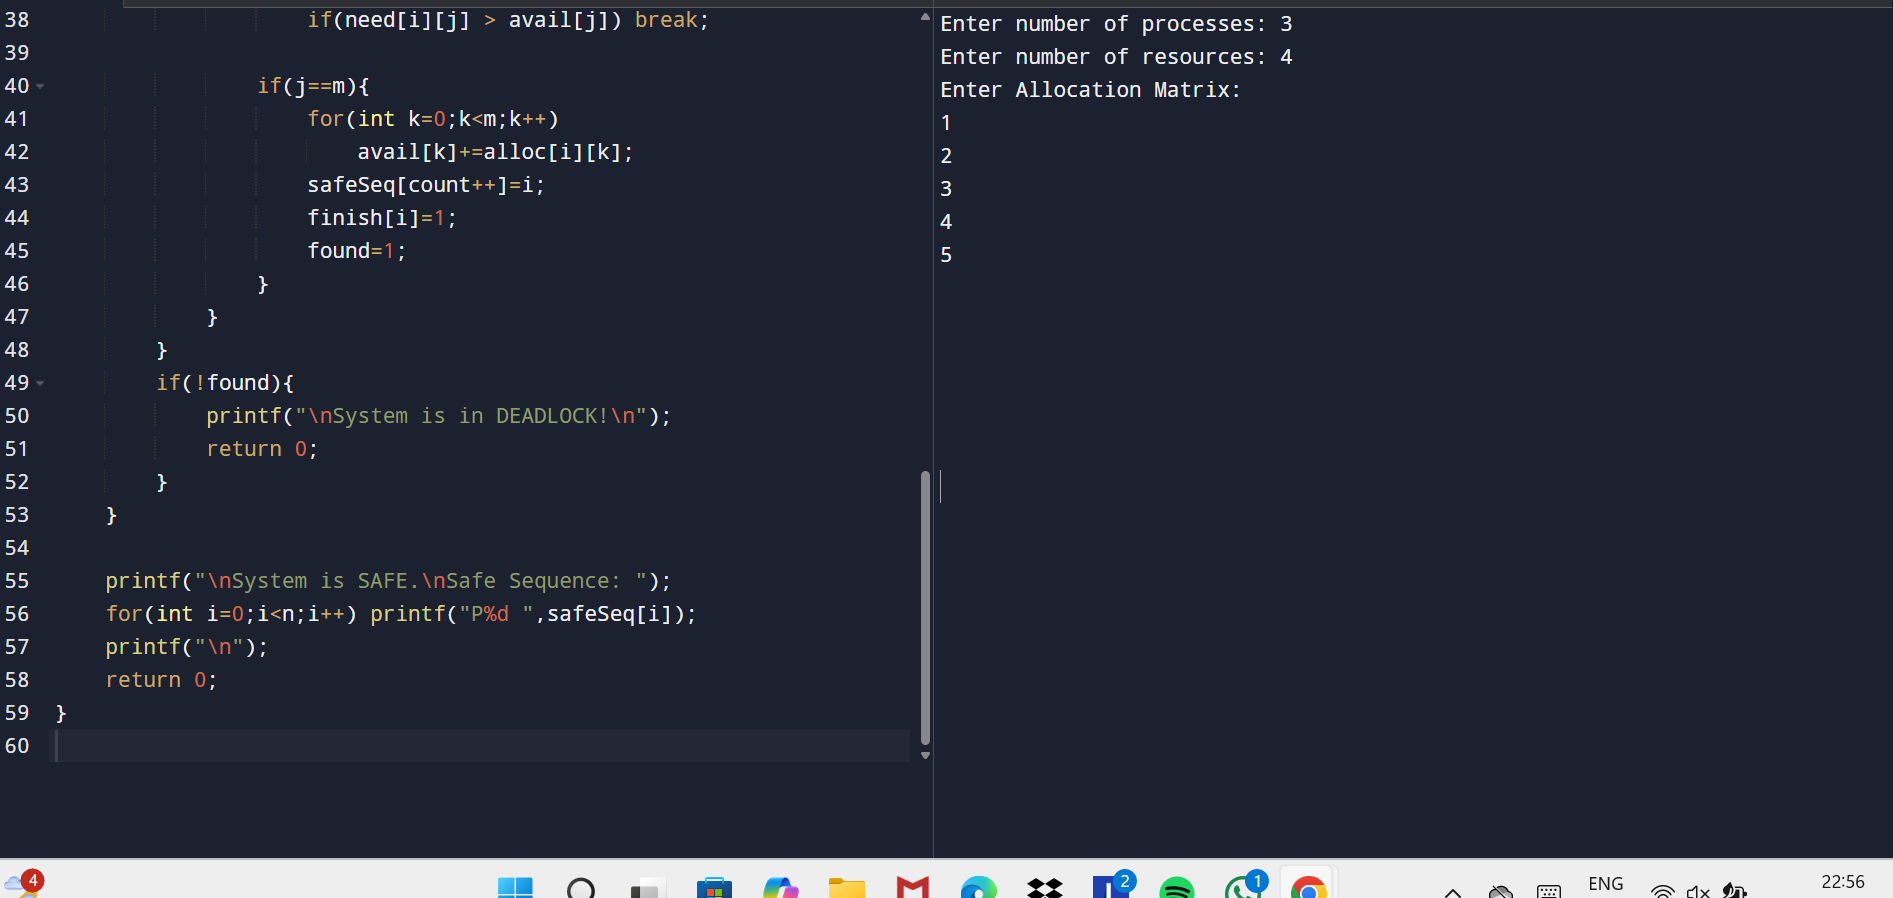 38 if(need[i][j] > avail[j]) break;
39
40 if(j==m){
41 for(int k=0;k<m;k++)
42 avail[k]+=alloc[i][k];
43 safeSeq[count++]=i;
44 finish[i]=1;
45 found=1;
46 }
47 }
48 }
49 if(!found){
50 printf("\nSystem is in DEADLOCK!\n");
51 return 0;
52 }
53 }
54
55 printf("\nSystem is SAFE.\nSafe Sequence: ");
56 for(int i=0;i<n;i++) printf("P%d ",safeSeq[i]);
57 printf("\n");
58 return 0;
59 }
60
Enter number of processes: 3
Enter number of resources: 4
Enter Allocation Matrix:
1
2
3
4
5
4
2
1
ENG
22:56